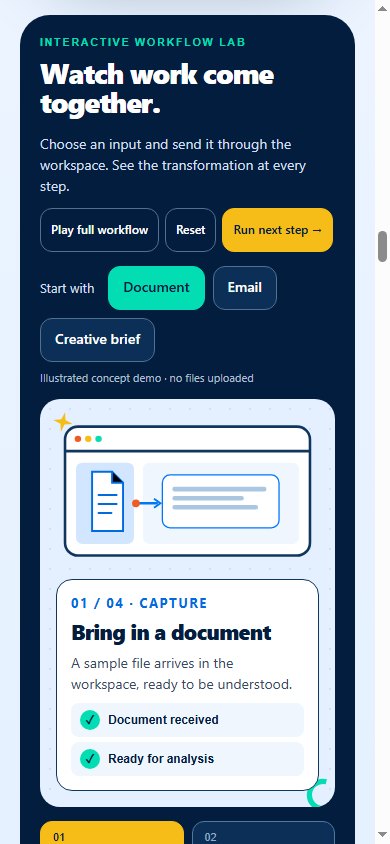 INTERACTIVE WORKFLOW LAB
Watch work come
together.
Choose an input and send it through the
workspace. See the transformation at every
step.
Play full workflow
Reset
Run next step →
Start with
Document
Email
Creative brief
Illustrated concept demo · no files uploaded
01 / 04 · CAPTURE
Bring in a document
A sample file arrives in the
workspace, ready to be understood.
✓ Document received
✓ Ready for analysis
01
02